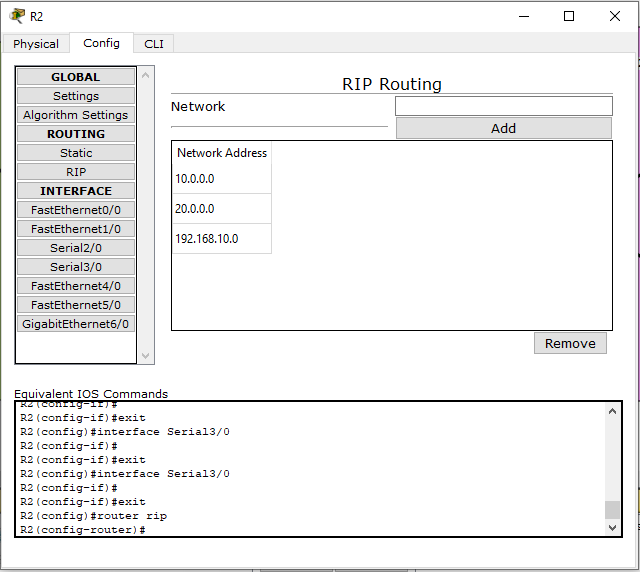 R2
Physical
Config
CLI
GLOBAL
Settings
Algorithm Settings
ROUTING
Static
RIP
INTERFACE
FastEthernet0/0
FastEthernet1/0
Serial2/0
Serial3/0
FastEthernet4/0
FastEthernet5/0
GigabitEthernet6/0
RIP Routing
Network
Add
Network Address
10.0.0.0
20.0.0.0
192.168.10.0
Remove
Equivalent IOS Commands
R2(config-if)#
R2(config-if)#exit
R2(config)#interface Serial3/0
R2(config-if)#
R2(config-if)#exit
R2(config)#interface Serial3/0
R2(config-if)#
R2(config-if)#exit
R2(config)#router rip
R2(config-router)#